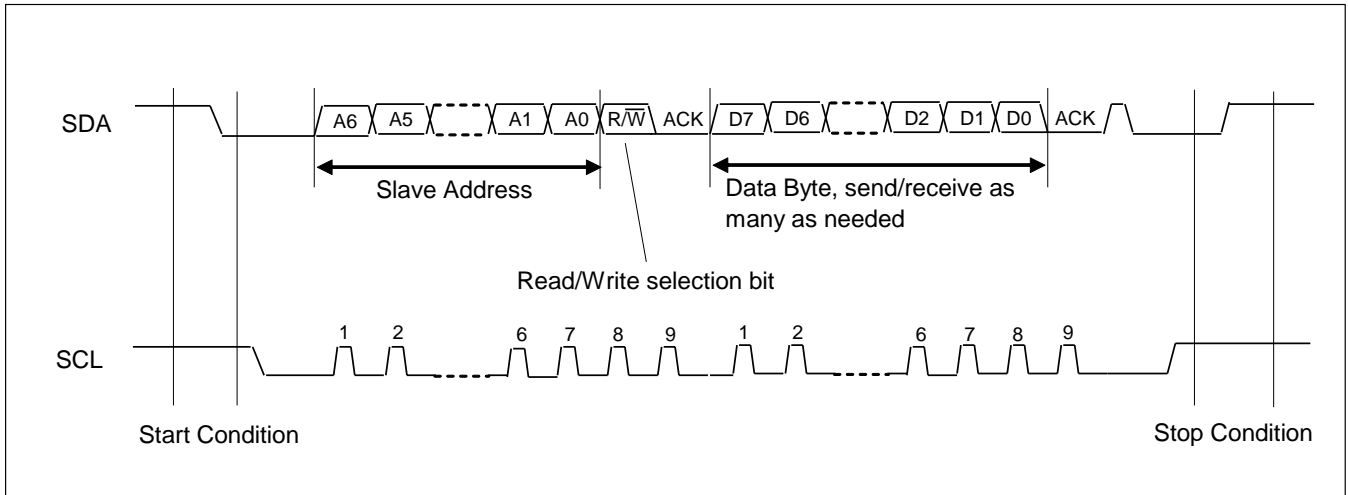 SDA
A6 A5 A1 A0 R/W̅ ACK D7 D6 D2 D1 D0 ACK
Slave Address
Data Byte, send/receive as
many as needed
Read/Write selection bit
1 2 6 7 8 9 1 2 6 7 8 9
SCL
Start Condition
Stop Condition